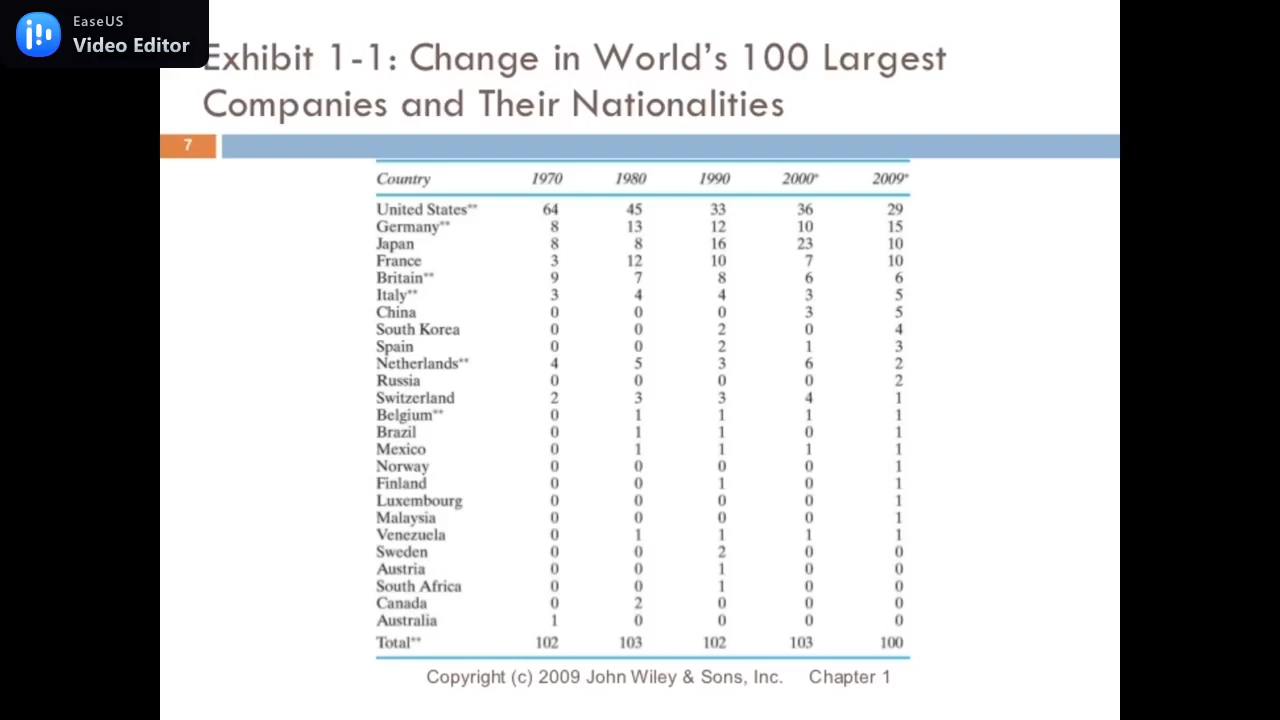 EaseUS
Video Editor
Exhibit 1-1: Change in World's 100 Largest
Companies and Their Nationalities
7
Country 1970 1980 1990 2000* 2009*
United States** 64 45 33 36 29
Germany** 8 13 12 10 15
Japan 8 8 16 23 10
France 3 12 10 7 10
Britain** 9 7 8 6 6
Italy** 3 4 4 3 5
China 0 0 0 3 5
South Korea 0 0 2 0 4
Spain 0 0 2 1 3
Netherlands** 4 5 3 6 2
Russia 0 0 0 0 2
Switzerland 2 3 3 4 1
Belgium** 0 1 1 1 1
Brazil 0 1 1 0 1
Mexico 0 1 1 1 1
Norway 0 0 0 0 1
Finland 0 0 1 0 1
Luxembourg 0 0 0 0 1
Malaysia 0 0 0 0 1
Venezuela 0 1 1 1 1
Sweden 0 0 2 0 0
Austria 0 0 1 0 0
South Africa 0 0 1 0 0
Canada 0 2 0 0 0
Australia 1 0 0 0 0
Total** 102 103 102 103 100
Copyright (c) 2009 John Wiley & Sons, Inc. Chapter 1